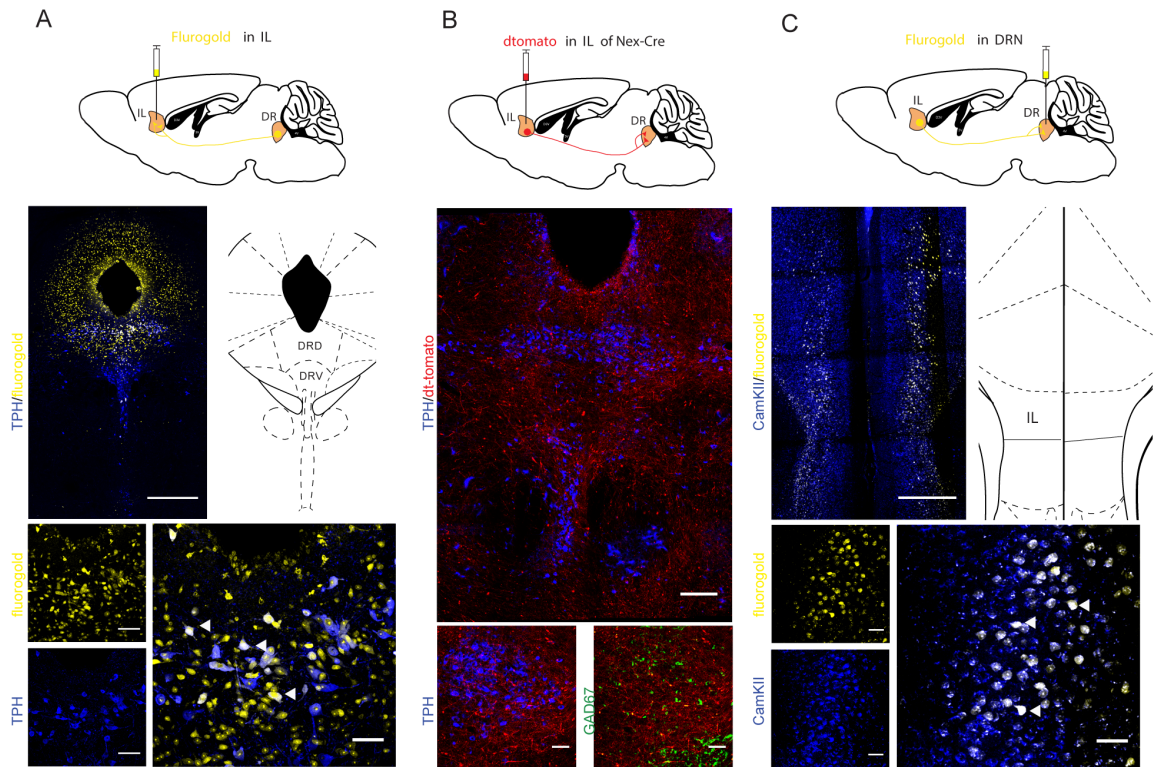 A
Flurogold in IL
IL
DR
TPH/fluorogold
DRD
DRV
fluorogold
TPH
B
dtomato in IL of Nex-Cre
IL
DR
TPH/dt-tomato
TPH
GAD67
C
Flurogold in DRN
IL
DR
CamKII/fluorogold
IL
fluorogold
CamKII